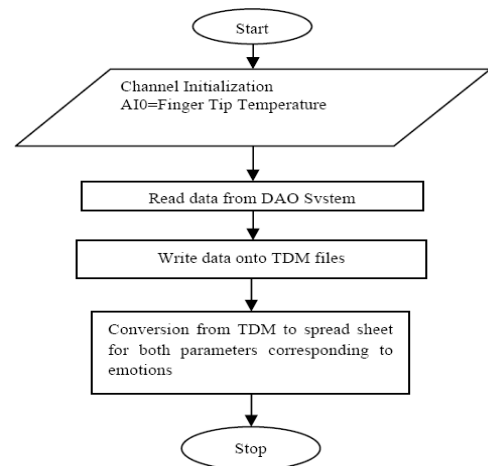 Start
Channel Initialization
AI0=Finger Tip Temperature
Read data from DAQ System
Write data onto TDM files
Conversion from TDM to spread sheet
for both parameters corresponding to
emotions
Stop